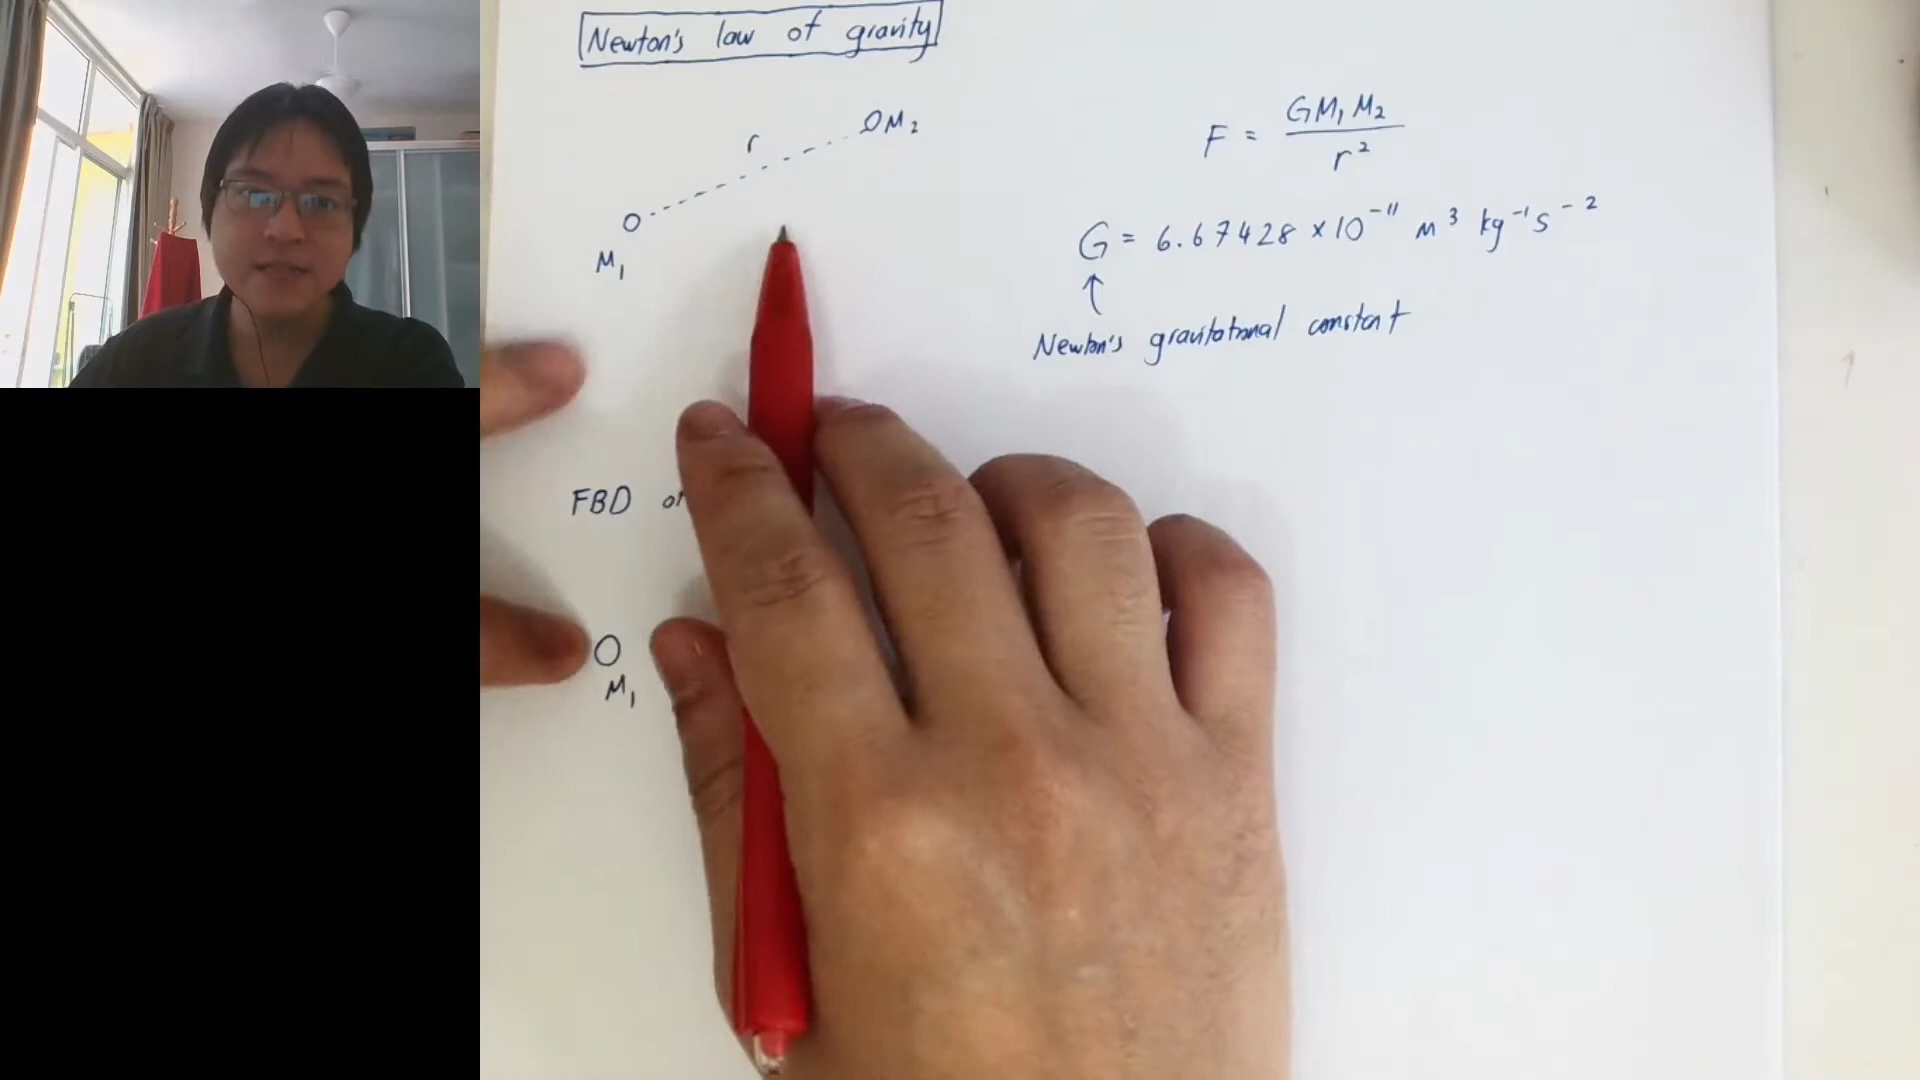 Newton's law of gravity
r
M₂
M₁
F = GM₁M₂ / r²
G = 6.67428 × 10⁻¹¹ m³ kg⁻¹ s⁻²
↑
Newton's gravitational constant
FBD
M₁